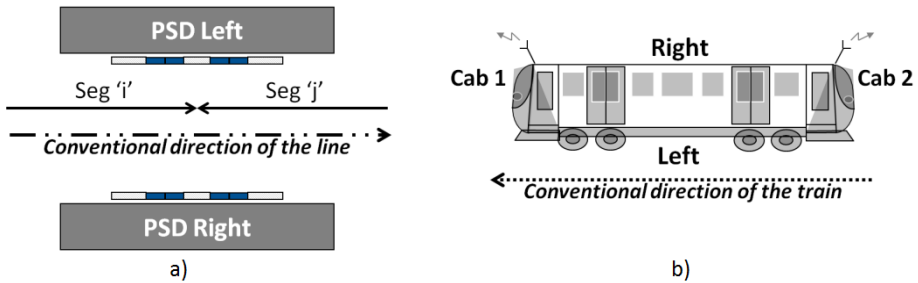 PSD Left
Seg ‘i’ Seg ‘j’
Conventional direction of the line
PSD Right
a)
Right
Cab 1 Cab 2
Left
Conventional direction of the train
b)